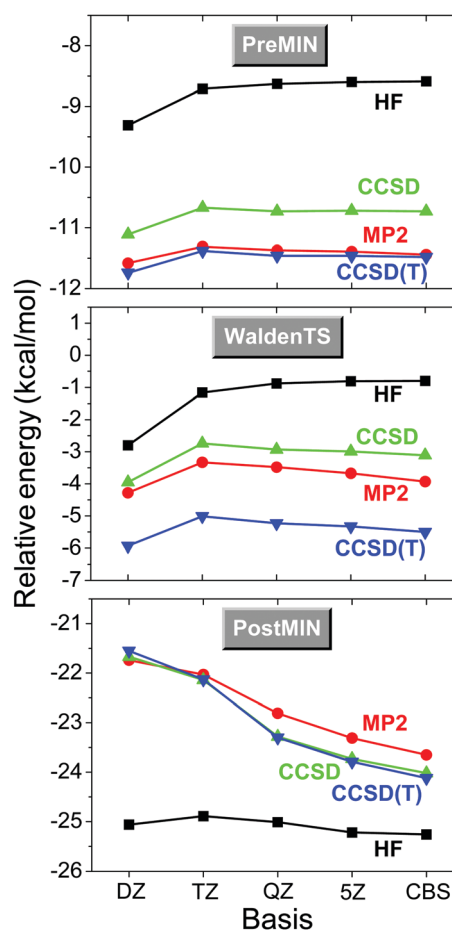 PreMIN
-8
-9
-10
-11
-12
HF
CCSD
MP2
CCSD(T)
WaldenTS
1
0
-1
-2
-3
-4
-5
-6
-7
HF
CCSD
MP2
CCSD(T)
Relative energy (kcal/mol)
PostMIN
-21
-22
-23
-24
-25
-26
MP2
CCSD
CCSD(T)
HF
DZ TZ QZ 5Z CBS
Basis